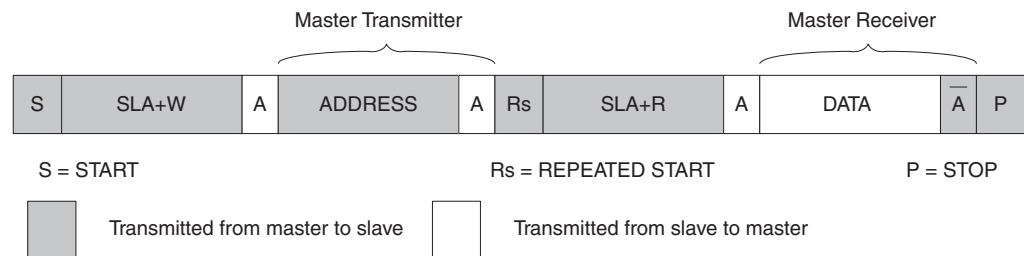 Master Transmitter Master Receiver
S SLA+W A ADDRESS A Rs SLA+R A DATA A̅ P
S = START Rs = REPEATED START P = STOP
Transmitted from master to slave Transmitted from slave to master